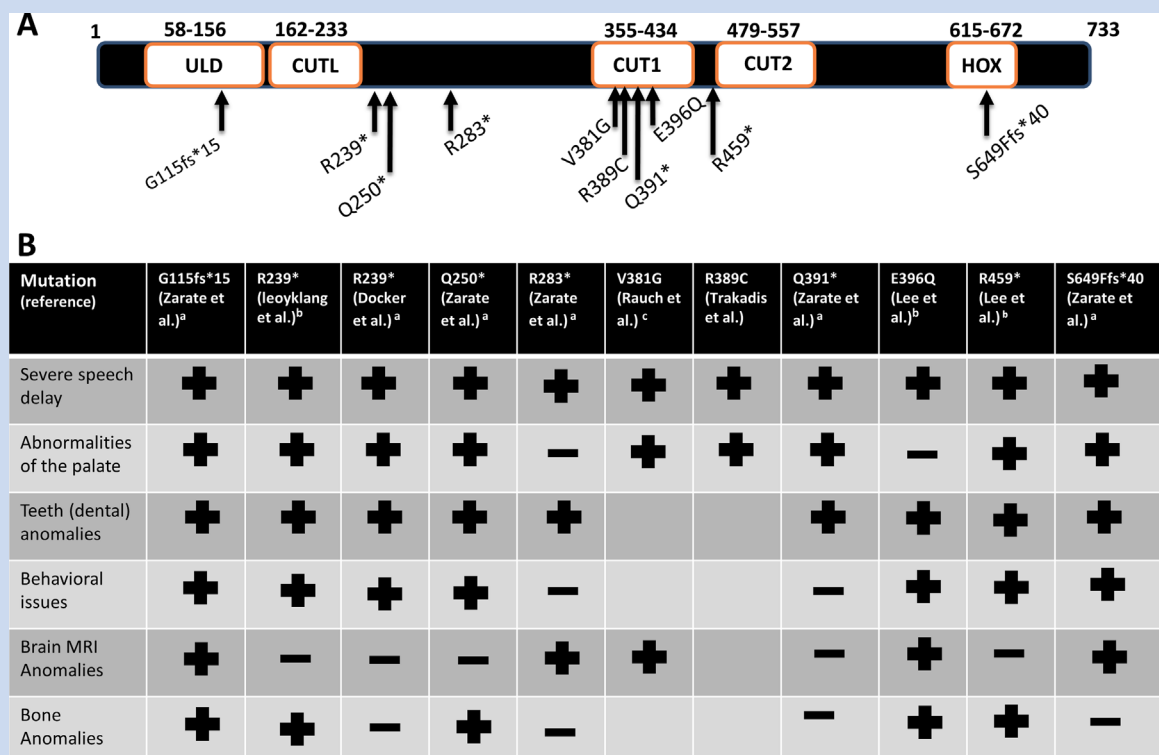 A
1
58-156
162-233
355-434
479-557
615-672
733
ULD
CUTL
CUT1
CUT2
HOX
G115fs*15
R239*
Q250*
R283*
V381G
R389C
Q391*
E396Q
R459*
S649Ffs*40
B
Mutation
(reference)
G115fs*15
(Zarate et
al.)a
R239*
(leoyklang
et al.)b
R239*
(Docker
et al.) a
Q250*
(Zarate
et al.) a
R283*
(Zarate
et al.) a
V381G
(Rauch et
al.) c
R389C
(Trakadis
et al.)
Q391*
(Zarate et
al.) a
E396Q
(Lee et
al.)b
R459*
(Lee et
al.) b
S649Ffs*40
(Zarate et
al.) a
Severe speech
delay
+ + + + + + + + + + +
Abnormalities
of the palate
+ + + + − + + + − + +
Teeth (dental)
anomalies
+ + + + + + + + +
Behavioral
issues
+ + + + − − + + +
Brain MRI
Anomalies
+ − − − + + − + − +
Bone
Anomalies
+ + − + − − + + −